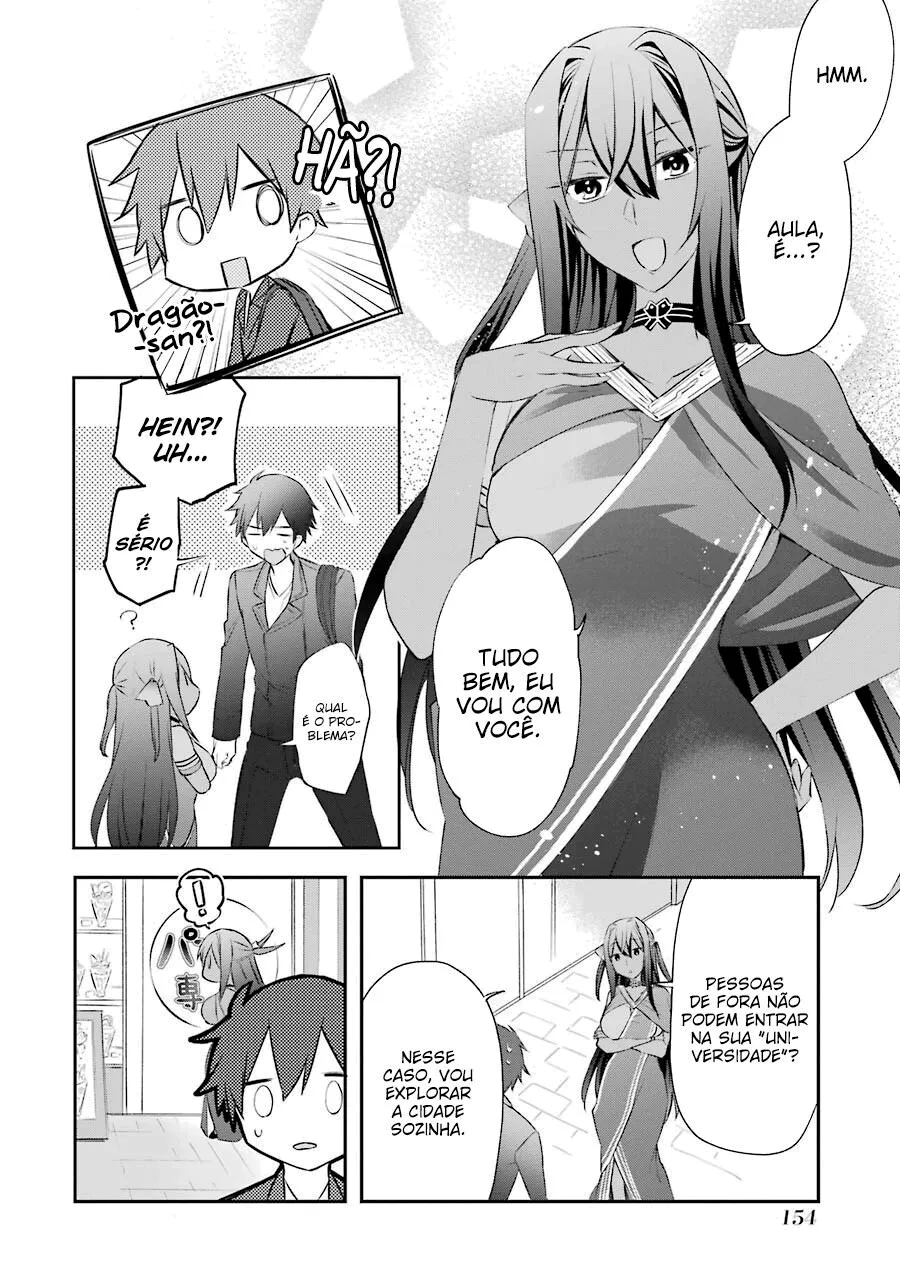 HMM.
AULA,
É...?
TUDO
BEM, EU
VOU COM
VOCÊ.
HÃ?!
Dragão-
-san?!
HEIN?!
UH...
É
SÉRIO
?!
?
QUAL
É O PRO-
BLEMA?
PESSOAS
DE FORA NÃO
PODEM ENTRAR
NA SUA "UNI-
VERSIDADE"?
NESSE
CASO, VOU
EXPLORAR
A CIDADE
SOZINHA.
!
パ
専
154